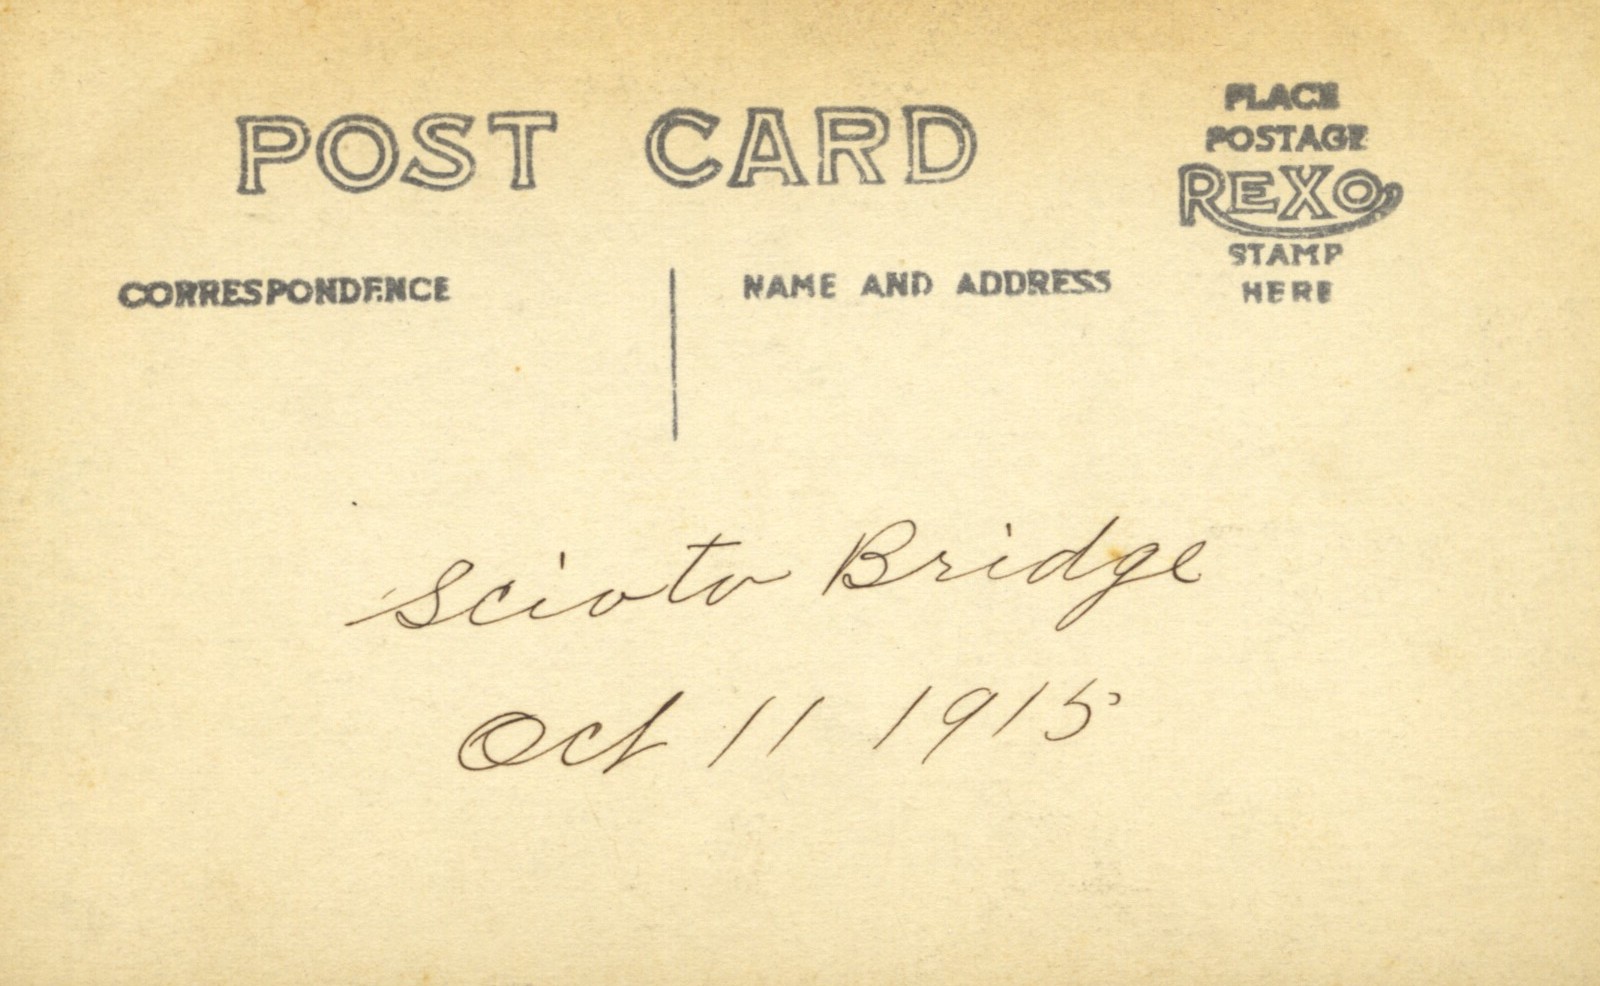 POST CARD
PLACE
POSTAGE
REXO
STAMP
HERE
CORRESPONDENCE
NAME AND ADDRESS
Scioto Bridge
Oct 11 1915